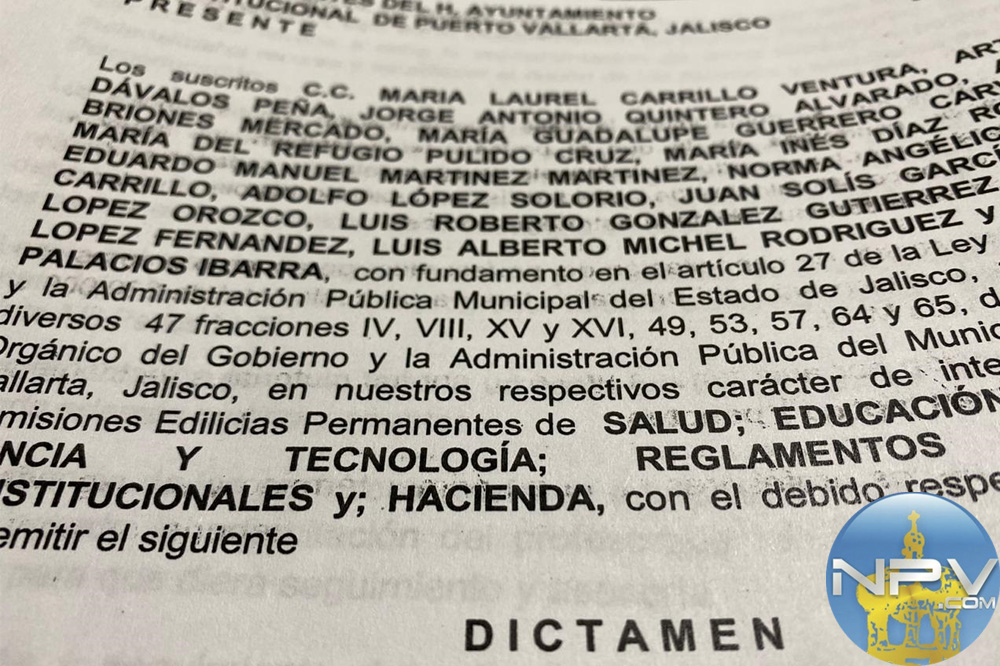 DEL H. AYUNTAMIENTO
DE PUERTO VALLARTA, JALISCO
PRESENTE
Los suscritos C.C. MARIA LAUREL CARRILLO VENTURA,
DÁVALOS PEÑA, JORGE ANTONIO QUINTERO ALVARADO,
BRIONES MERCADO, MARÍA GUADALUPE GUERRERO
MARÍA DEL REFUGIO PULIDO CRUZ, MARÍA INÉS DÍAZ
EDUARDO MANUEL MARTINEZ MARTINEZ, NORMA
CARRILLO, ADOLFO LÓPEZ SOLORIO, JUAN SOLÍS
LOPEZ OROZCO, LUIS ROBERTO GONZALEZ GUTIERREZ
LOPEZ FERNANDEZ, LUIS ALBERTO MICHEL RODRIGUEZ y
PALACIOS IBARRA, con fundamento en el artículo 27 de la Ley
y la Administración Pública Municipal del Estado de Jalisco,
diversos 47 fracciones IV, VIII, XV y XVI, 49, 53, 57, 64 y 65,
Orgánico del Gobierno y la Administración Pública del
allarta, Jalisco, en nuestros respectivos carácter de
misiones Edilicias Permanentes de SALUD; EDUCACIÓN
NCIA Y TECNOLOGÍA; REGLAMENTOS
NSTITUCIONALES y; HACIENDA, con el debido
emitir el siguiente
DICTAMEN
NPV
.COM